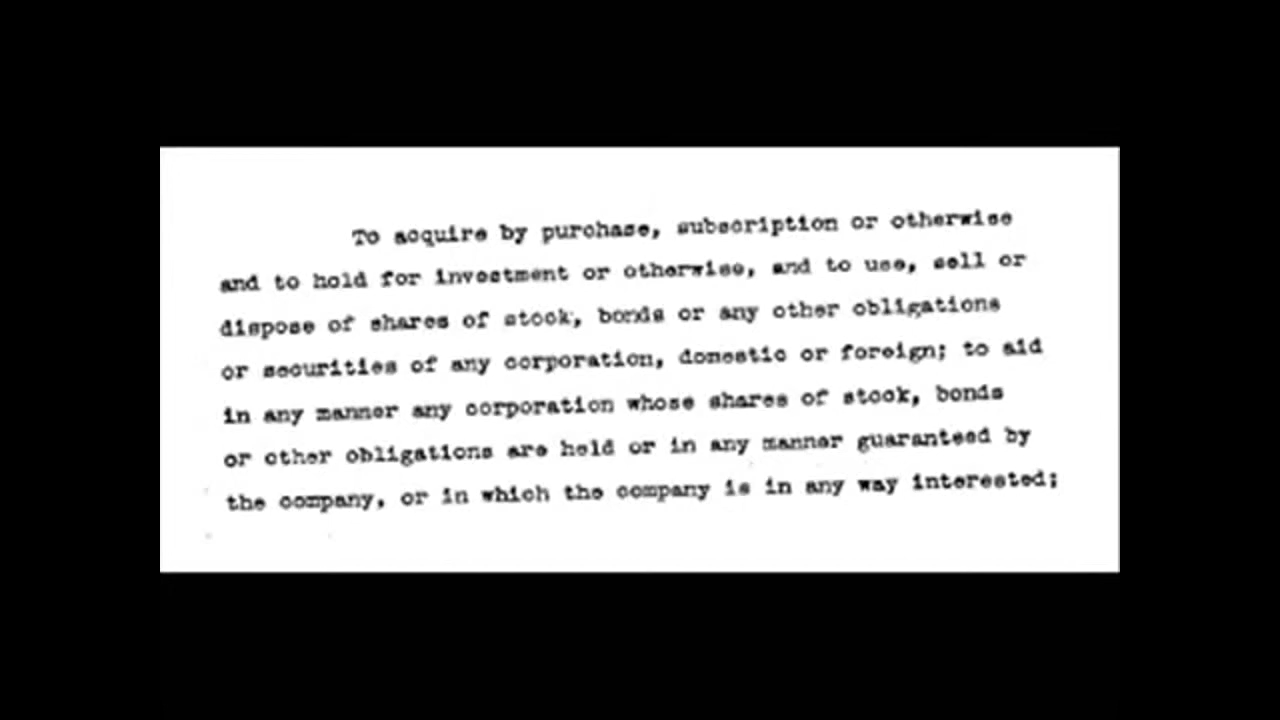 To acquire by purchase, subscription or otherwise
and to hold for investment or otherwise, and to use, sell or
dispose of shares of stock, bonds or any other obligations
or securities of any corporation, domestic or foreign; to aid
in any manner any corporation whose shares of stock, bonds
or other obligations are held or in any manner guaranteed by
the company, or in which the company is in any way interested;